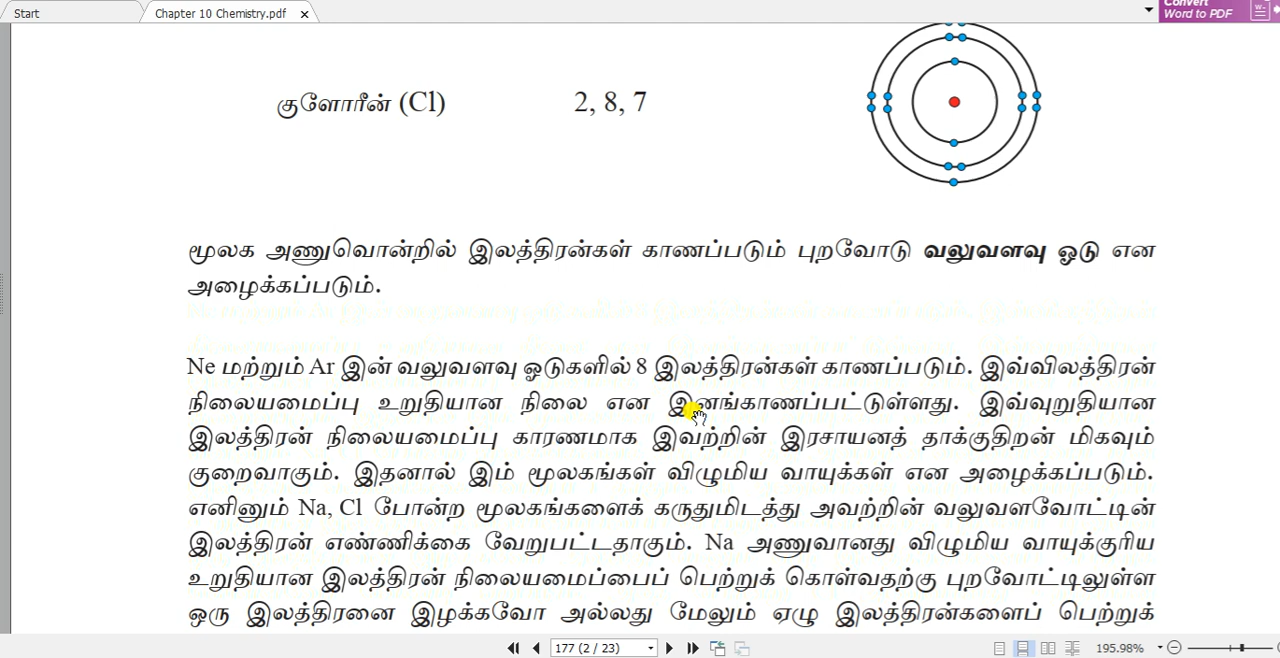 Start
Chapter 10 Chemistry.pdf
Convert
Word to PDF
குளோரீன் (Cl) 2, 8, 7
மூலக அணுவொன்றில் இலத்திரன்கள் காணப்படும் புறவோடு வலுவளவு ஓடு என
அழைக்கப்படும்.
Ne மற்றும் Ar இன் வலுவளவு ஓடுகளில் 8 இலத்திரன்கள் காணப்படும். இவ்விலத்திரன்
நிலையமைப்பு உறுதியான நிலை என இனங்காணப்பட்டுள்ளது. இவ்வுறுதியான
இலத்திரன் நிலையமைப்பு காரணமாக இவற்றின் இரசாயனத் தாக்குதிறன் மிகவும்
குறைவாகும். இதனால் இம் மூலகங்கள் விழுமிய வாயுக்கள் என அழைக்கப்படும்.
எனினும் Na, Cl போன்ற மூலகங்களைக் கருதுமிடத்து அவற்றின் வலுவளவோட்டின்
இலத்திரன் எண்ணிக்கை வேறுபட்டதாகும். Na அணுவானது விழுமிய வாயுக்குரிய
உறுதியான இலத்திரன் நிலையமைப்பைப் பெற்றுக் கொள்வதற்கு புறவோட்டிலுள்ள
ஒரு இலத்திரனை இழக்கவோ அல்லது மேலும் ஏழு இலத்திரன்களைப் பெற்றுக்
177 (2 / 23)
195.98%